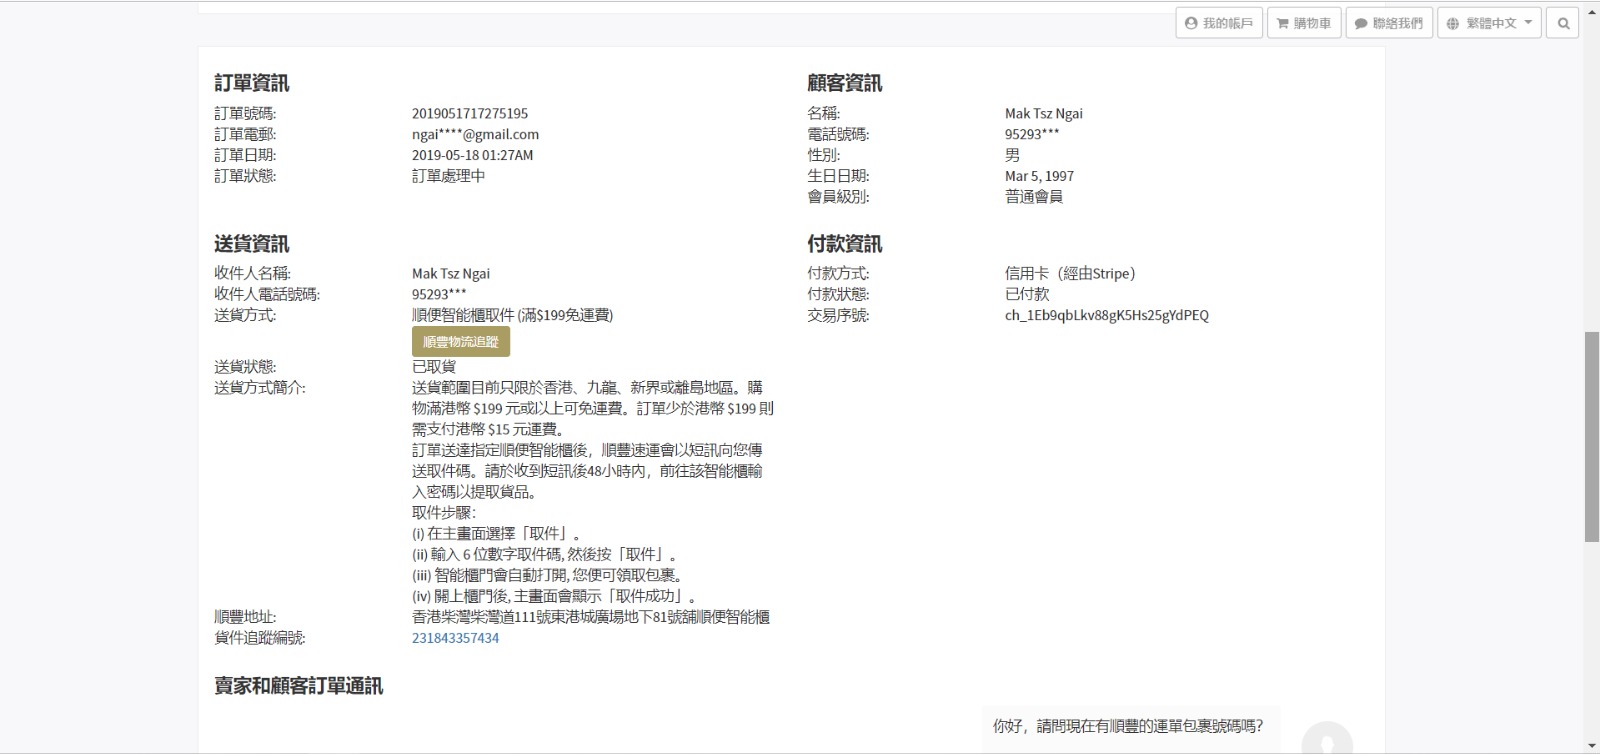 我的帳戶 購物車 聯絡我們 繁體中文
訂單資訊
訂單號碼: 2019051717275195
訂單電郵: ngai****@gmail.com
訂單日期: 2019-05-18 01:27AM
訂單狀態: 訂單處理中
顧客資訊
名稱: Mak Tsz Ngai
電話號碼: 95293***
性別: 男
生日日期: Mar 5, 1997
會員級別: 普通會員
送貨資訊
收件人名稱: Mak Tsz Ngai
收件人電話號碼: 95293***
送貨方式: 順便智能櫃取件 (滿$199免運費)
順豐物流追蹤
送貨狀態: 已取貨
送貨方式簡介: 送貨範圍目前只限於香港、九龍、新界或離島地區。購
物滿港幣 $199 元或以上可免運費。訂單少於港幣 $199 則
需支付港幣 $15 元運費。
訂單送達指定順便智能櫃後，順豐速運會以短訊向您傳
送取件碼。請於收到短訊後48小時內，前往該智能櫃輸
入密碼以提取貨品。
取件步驟：
(i) 在主畫面選擇「取件」。
(ii) 輸入 6 位數字取件碼, 然後按「取件」。
(iii) 智能櫃門會自動打開, 您便可領取包裹。
(iv) 關上櫃門後, 主畫面會顯示「取件成功」。
順豐地址: 香港柴灣柴灣道111號東港城廣場地下81號舖順便智能櫃
貨件追蹤編號: 231843357434
付款資訊
付款方式: 信用卡（經由Stripe）
付款狀態: 已付款
交易序號: ch_1Eb9qbLkv88gK5Hs25gYdPEQ
賣家和顧客訂單通訊
你好，請問現在有順豐的運單包裹號碼嗎?